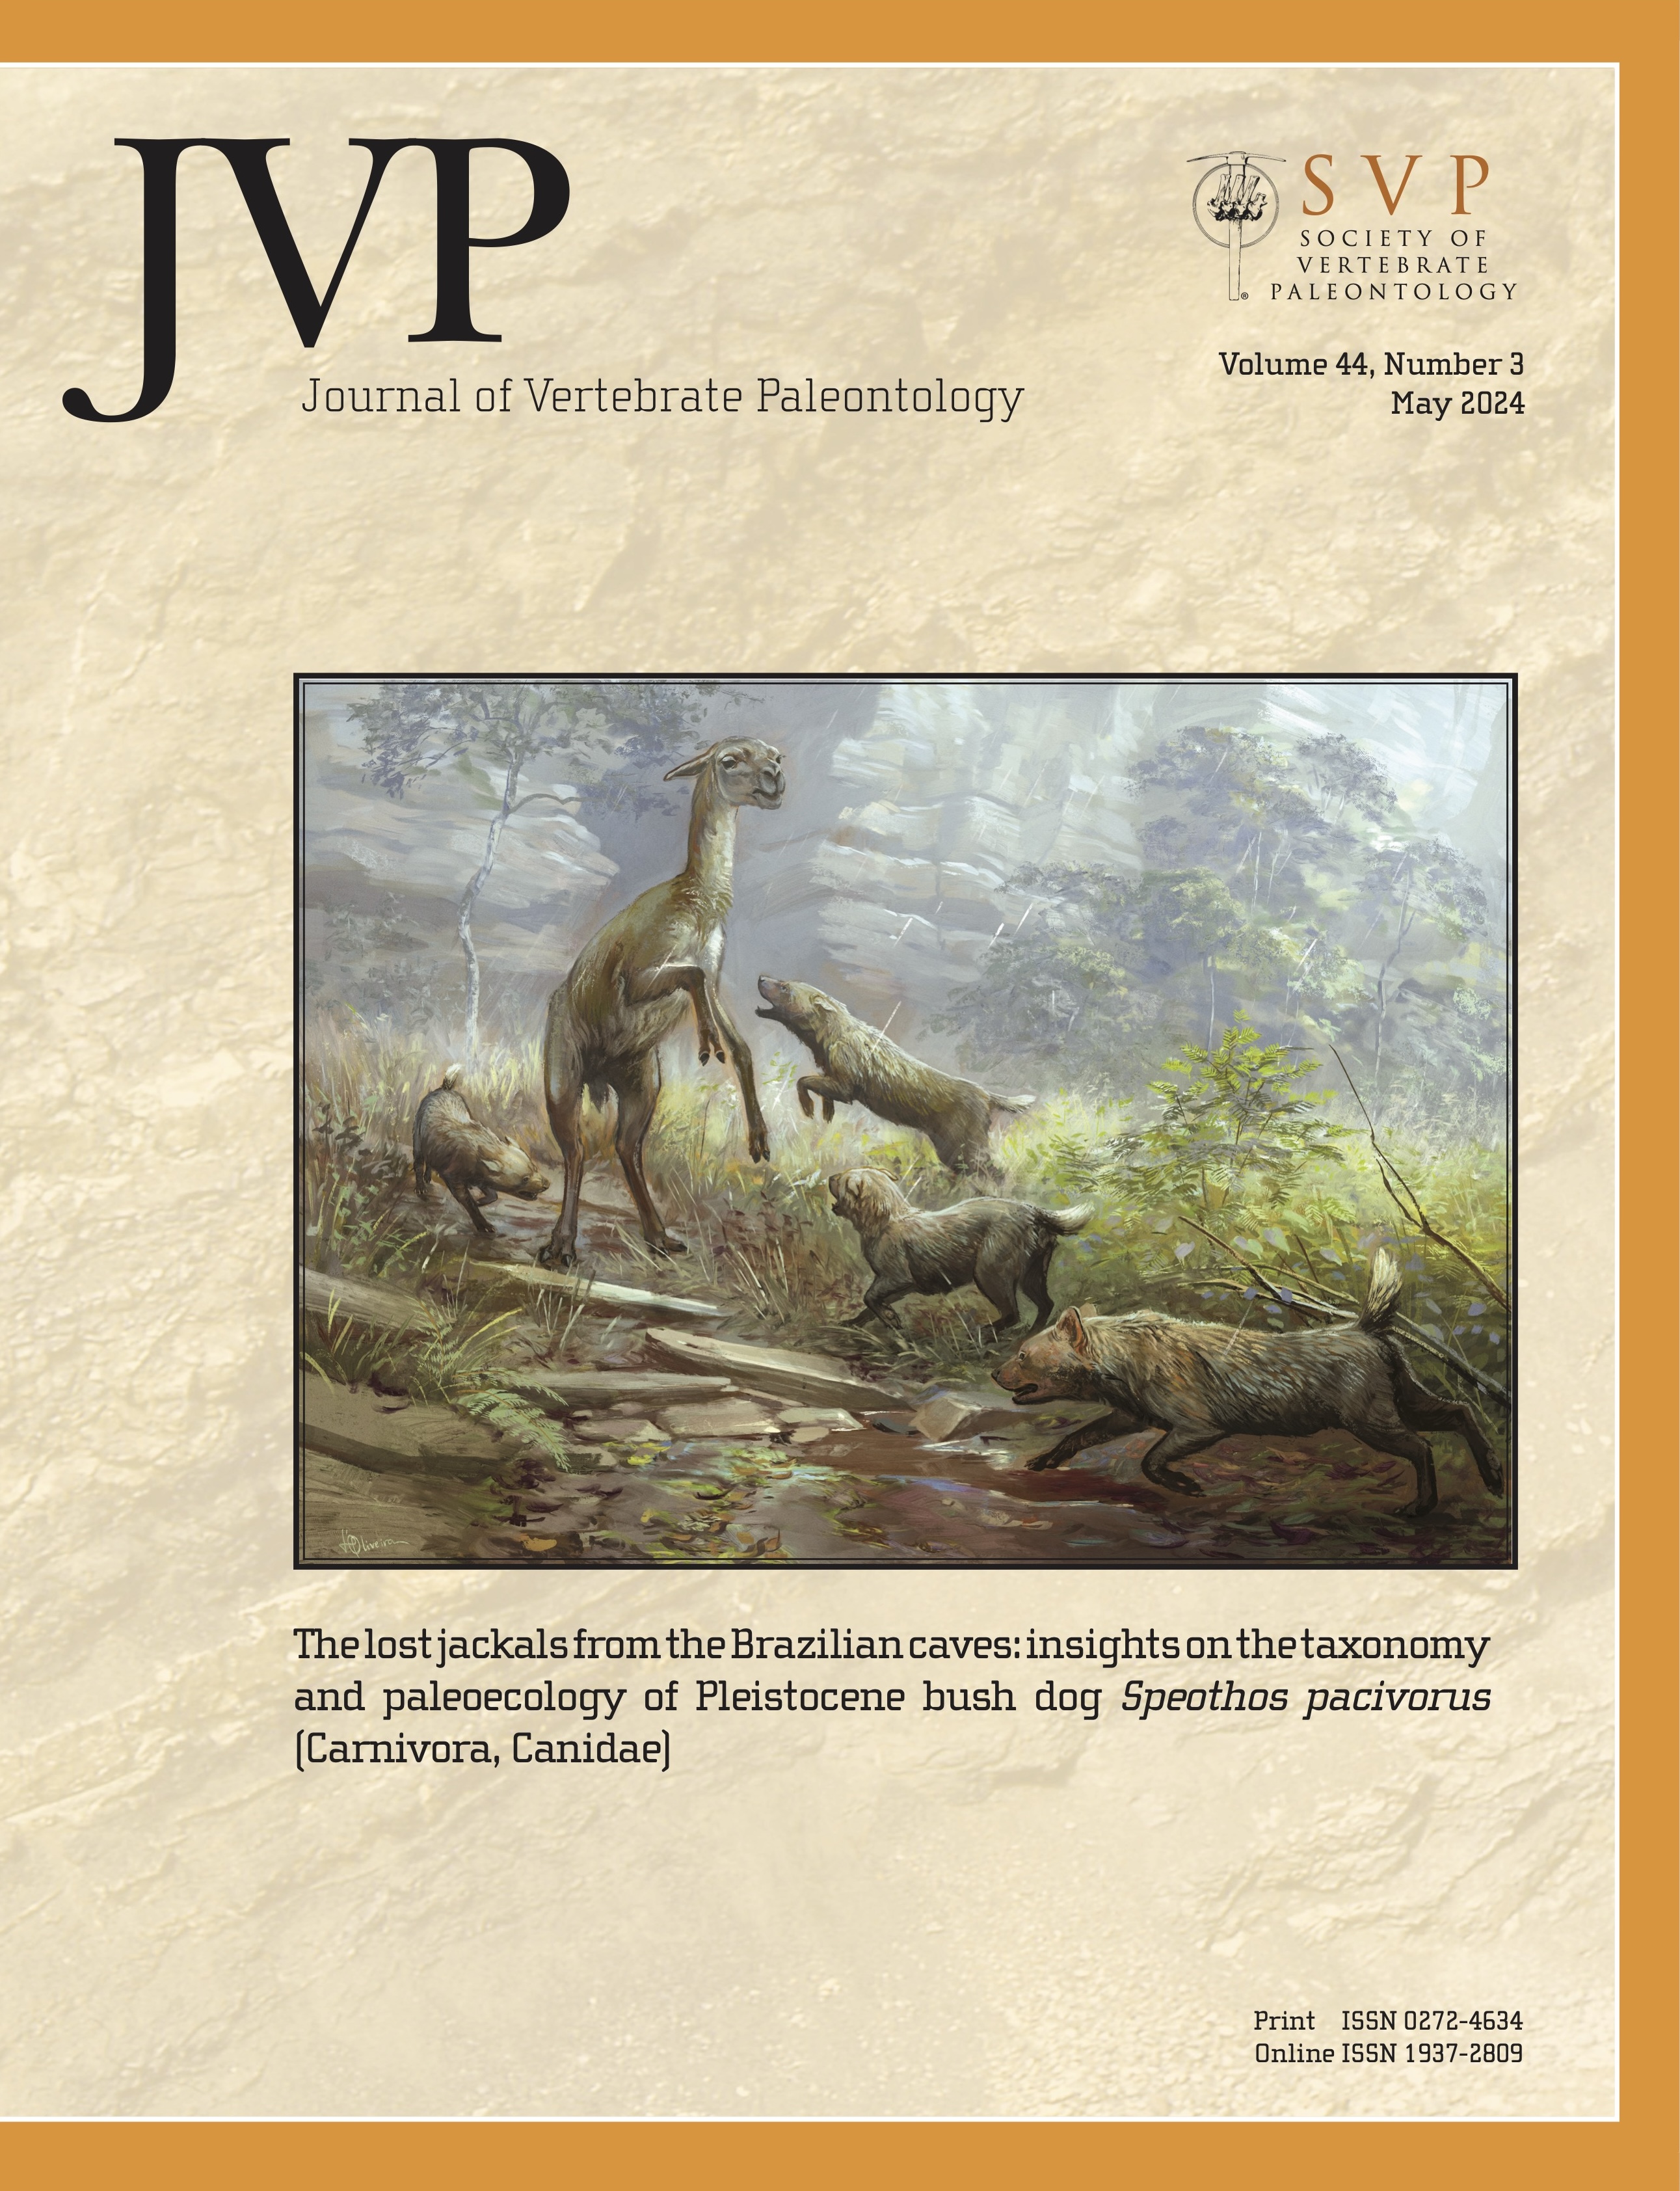 JVP
Journal of Vertebrate Paleontology
SVP
SOCIETY OF
VERTEBRATE
PALEONTOLOGY
®
Volume 44, Number 3
May 2024
The lost jackals from the Brazilian caves: insights on the taxonomy
and paleoecology of Pleistocene bush dog Speothos pacivorus
(Carnivora, Canidae)
Print ISSN 0272-4634
Online ISSN 1937-2809